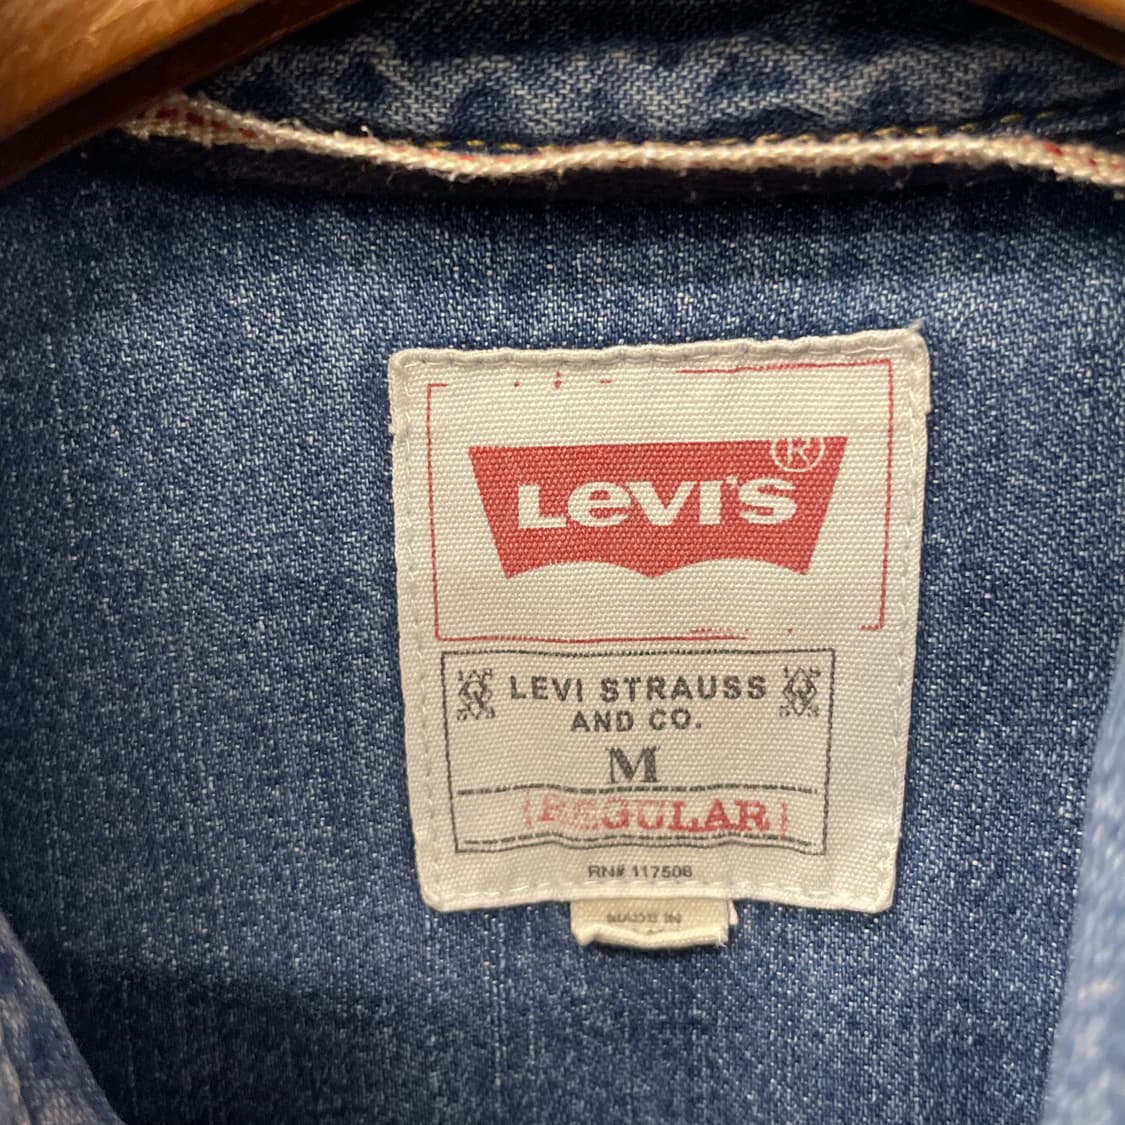 Levi's ®
LEVI STRAUSS
AND CO.
M
(REGULAR)
RN# 117506
MADE IN